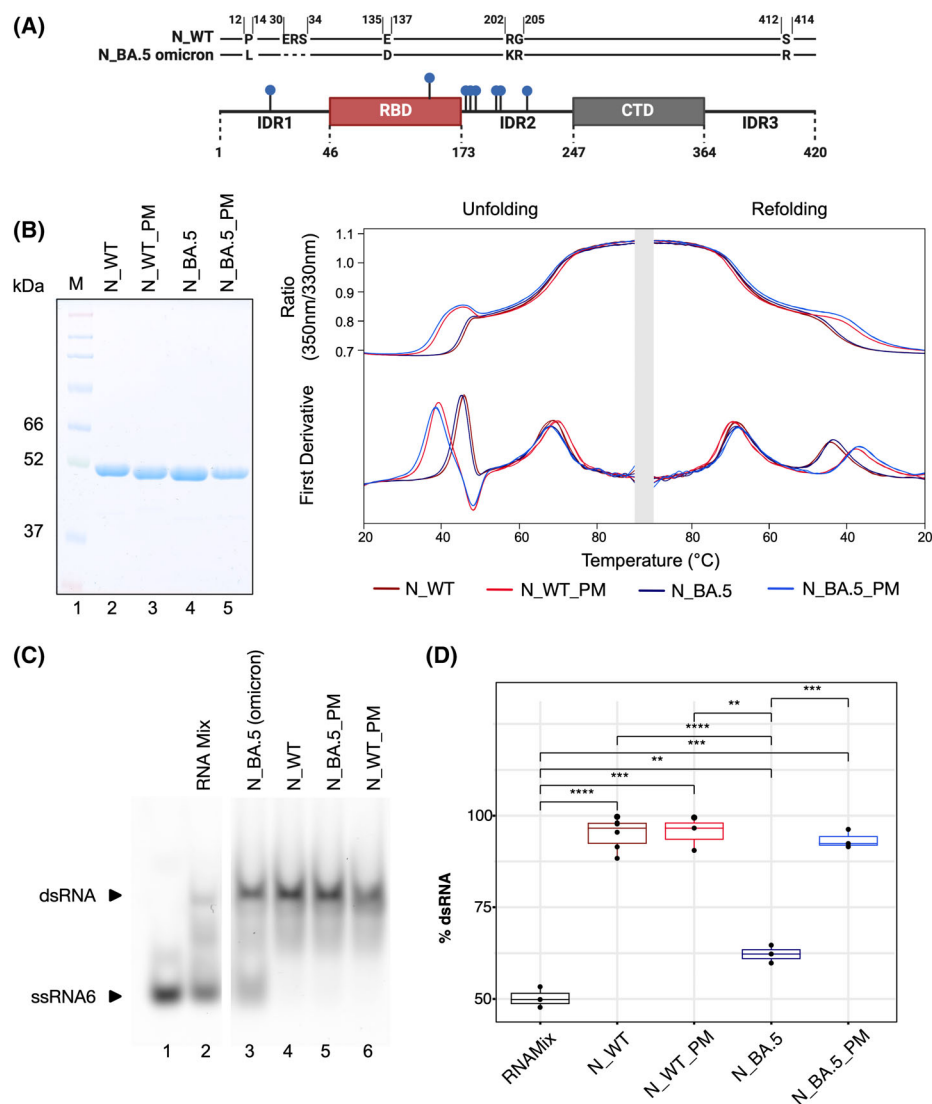 (A)
12 14 30 34 135 137 202 205 412 414
N_WT P ERS E RG S
N_BA.5 omicron L --- D KR R
RBD CTD
IDR1 IDR2 IDR3
1 46 173 247 364 420
(B)
kDa M N_WT N_WT_PM N_BA.5 N_BA.5_PM
66
52
37
1 2 3 4 5
Unfolding Refolding
Ratio
(350nm/330nm)
1.1
1.0
0.9
0.8
0.7
First Derivative
20 40 60 80 80 60 40 20
Temperature (°C)
N_WT N_WT_PM N_BA.5 N_BA.5_PM
(C)
RNA Mix N_BA.5 (omicron) N_WT N_BA.5_PM N_WT_PM
dsRNA
ssRNA6
1 2 3 4 5 6
(D)
***
**
****
***
**
***
****
% dsRNA
100
75
50
RNAMix N_WT N_WT_PM N_BA.5 N_BA.5_PM